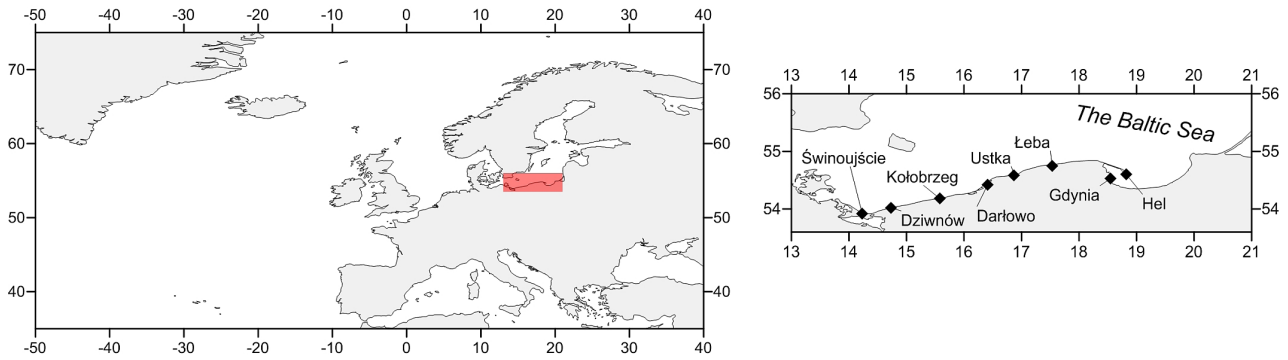 -50 -40 -30 -20 -10 0 10 20 30 40
70 70
60 60
50 50
40 40
-50 -40 -30 -20 -10 0 10 20 30 40
13 14 15 16 17 18 19 20 21
56 56
The Baltic Sea
Łeba
55 55
Świnoujście
Ustka
Kołobrzeg
Gdynia
Hel
54 54
Dziwnów
Darłowo
13 14 15 16 17 18 19 20 21